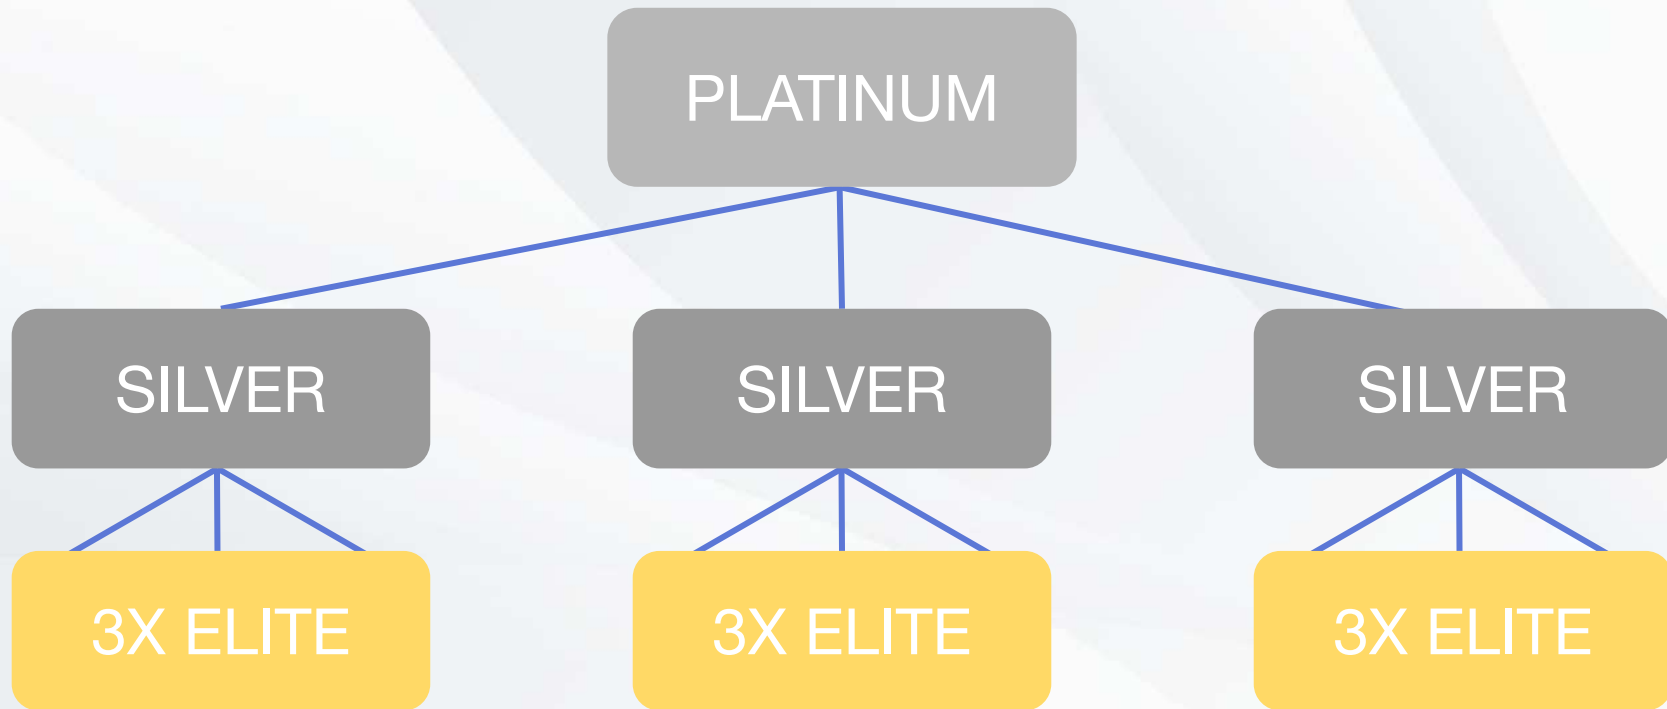 PLATINUM
SILVER
SILVER
SILVER
3X ELITE
3X ELITE
3X ELITE